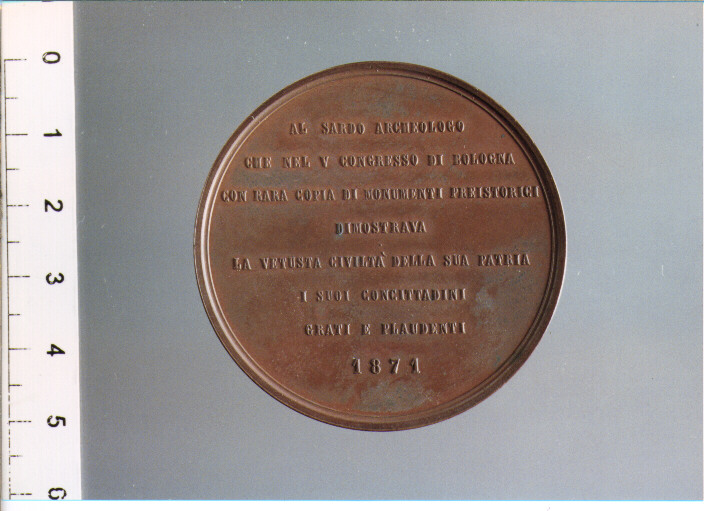 AL SARDO ARCHEOLOGO
CHE NEL V CONGRESSO DI BOLOGNA
CON RARA COPIA DI MONUMENTI PREISTORICI
DIMOSTRAVA
LA VETUSTA CIVILTÀ DELLA SUA PATRIA
I SUOI CONCITTADINI
GRATI E PLAUDENTI
1871
0
1
2
3
4
5
6